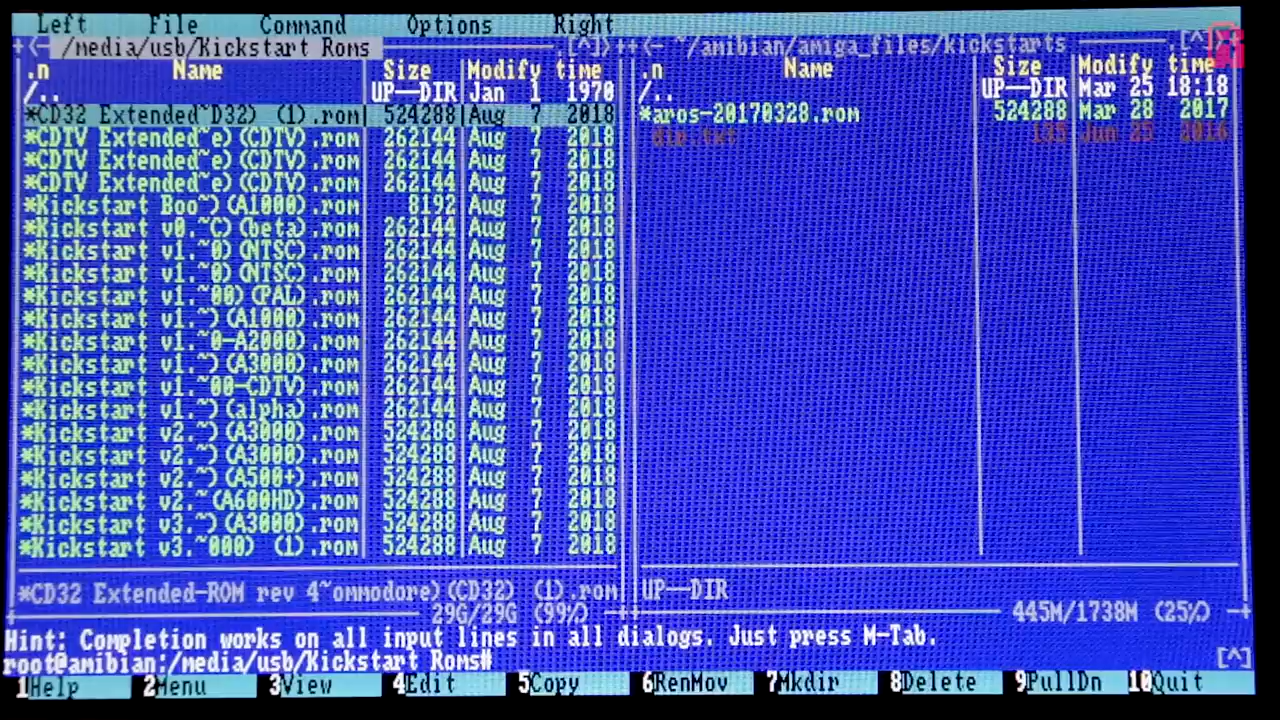 Left File Command Options Right
<- /media/usb/Kickstart Roms .[^]> <- ~/amibian/amiga_files/kickstarts .[^]>
.n Name Size Modify time .n Name Size Modify time
/.. UP--DIR Jan 1 1970 /.. UP--DIR Mar 25 18:18
*CD32 Extended~D32) (1).rom 524288 Aug 7 2018 *aros-20170328.rom 524288 Mar 28 2017
*CDTV Extended~e)(CDTV).rom 262144 Aug 7 2018 dir.txt 135 Jun 25 2016
*CDTV Extended~e)(CDTV).rom 262144 Aug 7 2018
*CDTV Extended~e)(CDTV).rom 262144 Aug 7 2018
*Kickstart Boo~)(A1000).rom 8192 Aug 7 2018
*Kickstart v0.~C)(beta).rom 262144 Aug 7 2018
*Kickstart v1.~0)(NTSC).rom 262144 Aug 7 2018
*Kickstart v1.~0)(NTSC).rom 262144 Aug 7 2018
*Kickstart v1.~00)(PAL).rom 262144 Aug 7 2018
*Kickstart v1.~)(A1000).rom 262144 Aug 7 2018
*Kickstart v1.~0-A2000).rom 262144 Aug 7 2018
*Kickstart v1.~)(A3000).rom 262144 Aug 7 2018
*Kickstart v1.~00-CDTV).rom 262144 Aug 7 2018
*Kickstart v1.~)(alpha).rom 262144 Aug 7 2018
*Kickstart v2.~)(A3000).rom 524288 Aug 7 2018
*Kickstart v2.~)(A3000).rom 524288 Aug 7 2018
*Kickstart v2.~)(A500+).rom 524288 Aug 7 2018
*Kickstart v2.~(A600HD).rom 524288 Aug 7 2018
*Kickstart v3.~)(A3000).rom 524288 Aug 7 2018
*Kickstart v3.~000) (1).rom 524288 Aug 7 2018
*CD32 Extended-ROM rev 4~ommodore)(CD32) (1).rom UP--DIR
29G/29G (99%) 445M/1738M (25%)
Hint: Completion works on all input lines in all dialogs. Just press M-Tab.
root@amibian:/media/usb/Kickstart Roms# [^]
1Help 2Menu 3View 4Edit 5Copy 6RenMov 7Mkdir 8Delete 9PullDn 10Quit